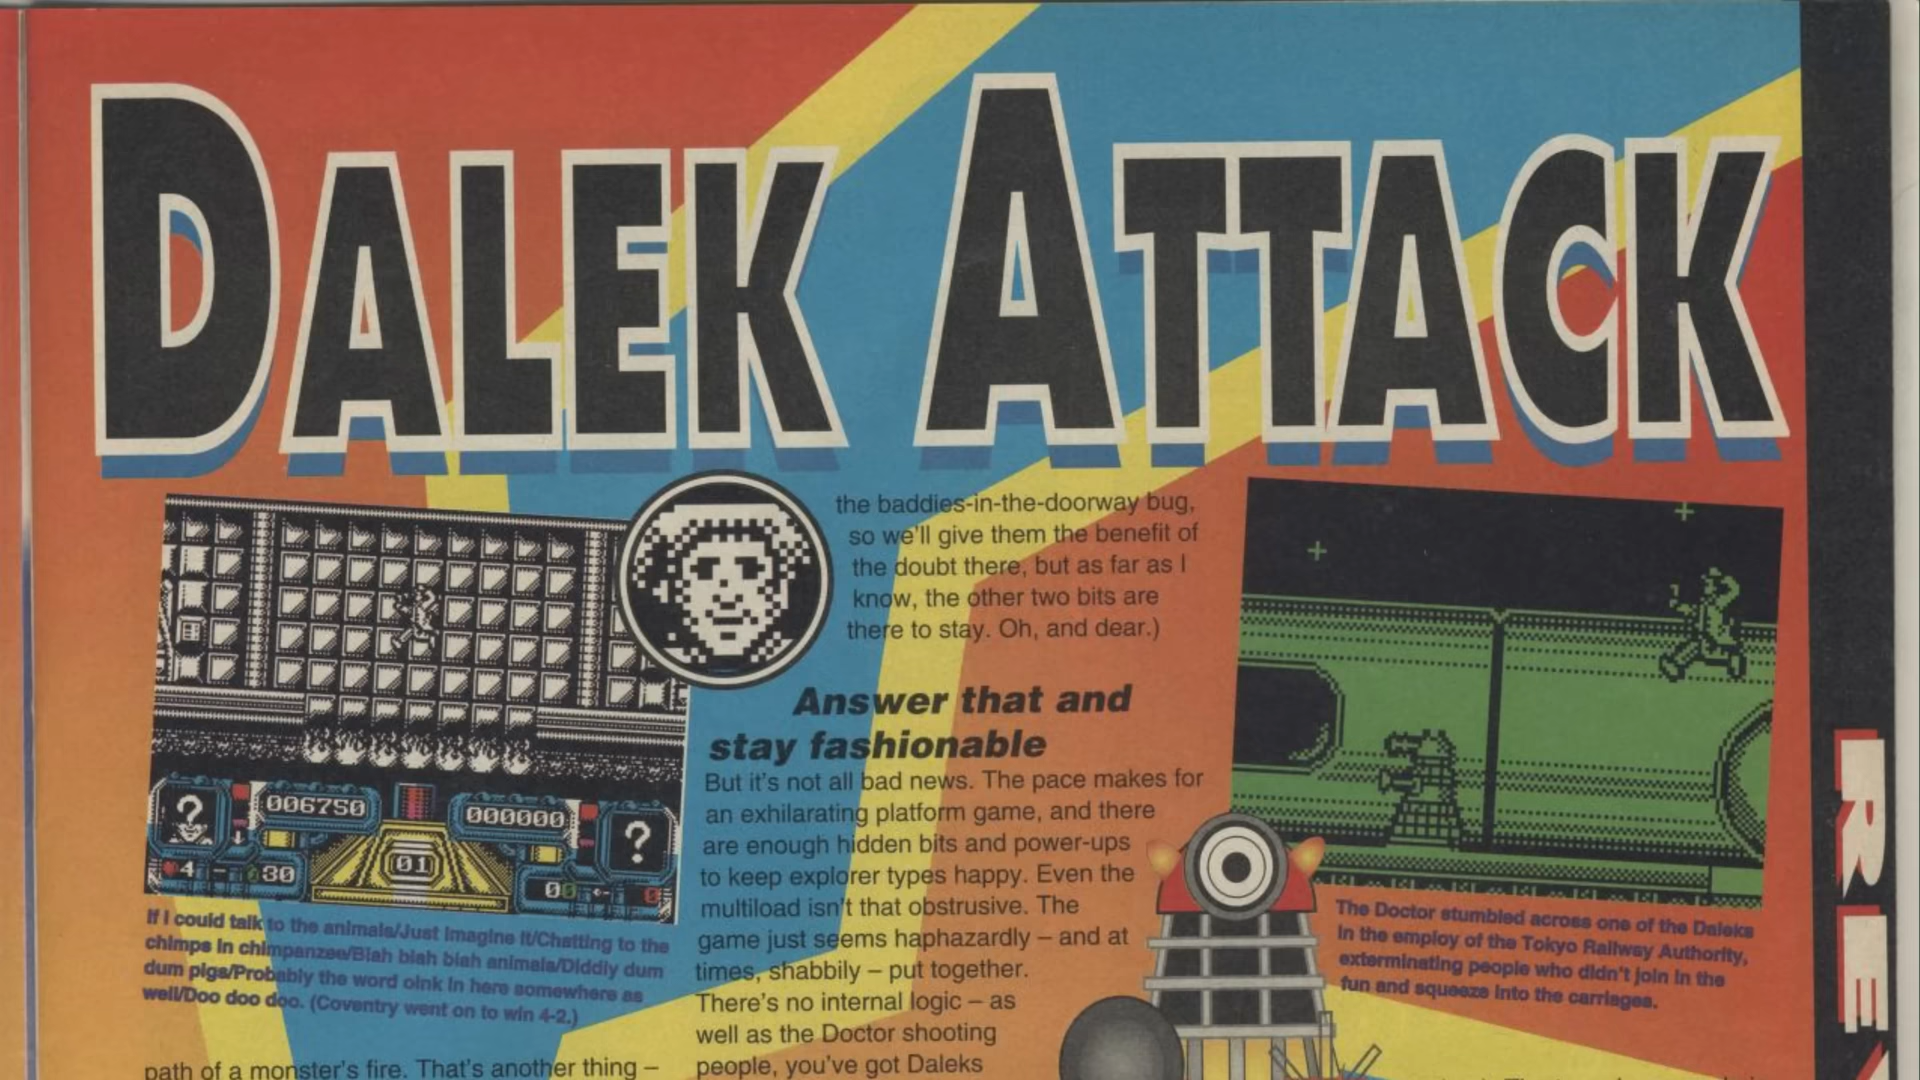 DALEK ATTACK
006750
000000
?
?
01
4
030
If I could talk to the animals/Just imagine it/Chatting to the
chimps in chimpanzee/Blah blah blah animals/Diddly dum
dum pigs/Probably the word oink in here somewhere as
well/Doo doo doo. (Coventry went on to win 4-2.)
path of a monster's fire. That's another thing –
the baddies-in-the-doorway bug,
so we'll give them the benefit of
the doubt there, but as far as I
know, the other two bits are
there to stay. Oh, and dear.)
Answer that and
stay fashionable
But it's not all bad news. The pace makes for
an exhilarating platform game, and there
are enough hidden bits and power-ups
to keep explorer types happy. Even the
multiload isn't that obstrusive. The
game just seems haphazardly – and at
times, shabbily – put together.
There's no internal logic – as
well as the Doctor shooting
people, you've got Daleks
The Doctor stumbled across one of the Daleks
in the employ of the Tokyo Railway Authority,
exterminating people who didn't join in the
fun and squeeze into the carriages.
RE